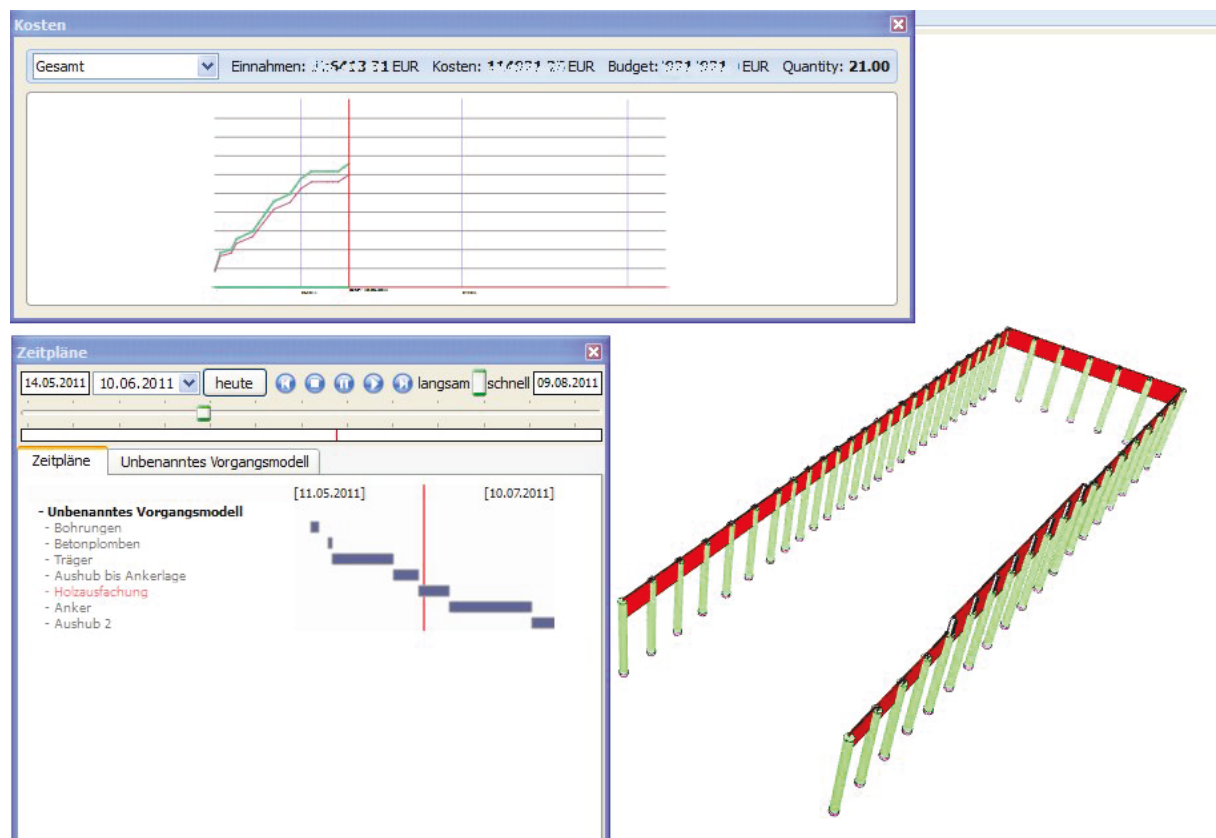 Kosten
Gesamt Einnahmen: EUR Kosten: EUR Budget: EUR Quantity: 21.00
Zeitpläne
14.05.2011 10.06.2011 heute langsam schnell 09.08.2011
Zeitpläne Unbenanntes Vorgangsmodell
[11.05.2011] [10.07.2011]
- Unbenanntes Vorgangsmodell
- Bohrungen
- Betonplomben
- Träger
- Aushub bis Ankerlage
- Holzausfachung
- Anker
- Aushub 2